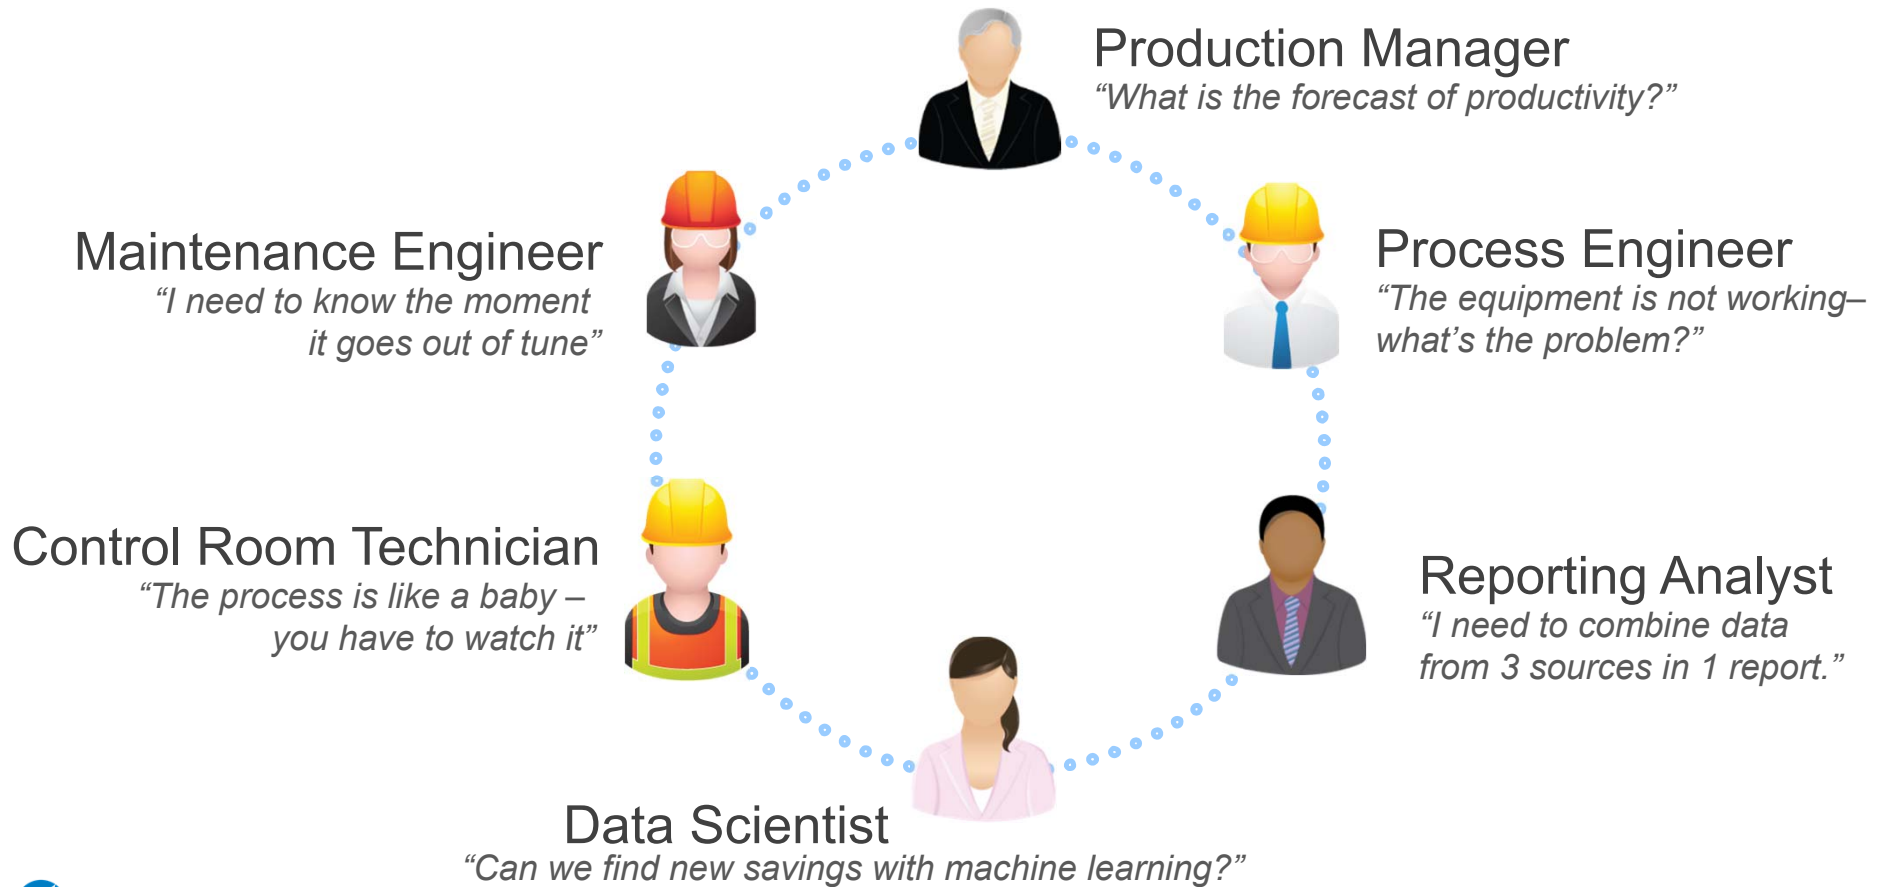 Production Manager
“What is the forecast of productivity?”
Maintenance Engineer
“I need to know the moment
it goes out of tune”
Process Engineer
“The equipment is not working–
what’s the problem?”
Control Room Technician
“The process is like a baby –
you have to watch it”
Reporting Analyst
“I need to combine data
from 3 sources in 1 report.”
Data Scientist
“Can we find new savings with machine learning?”